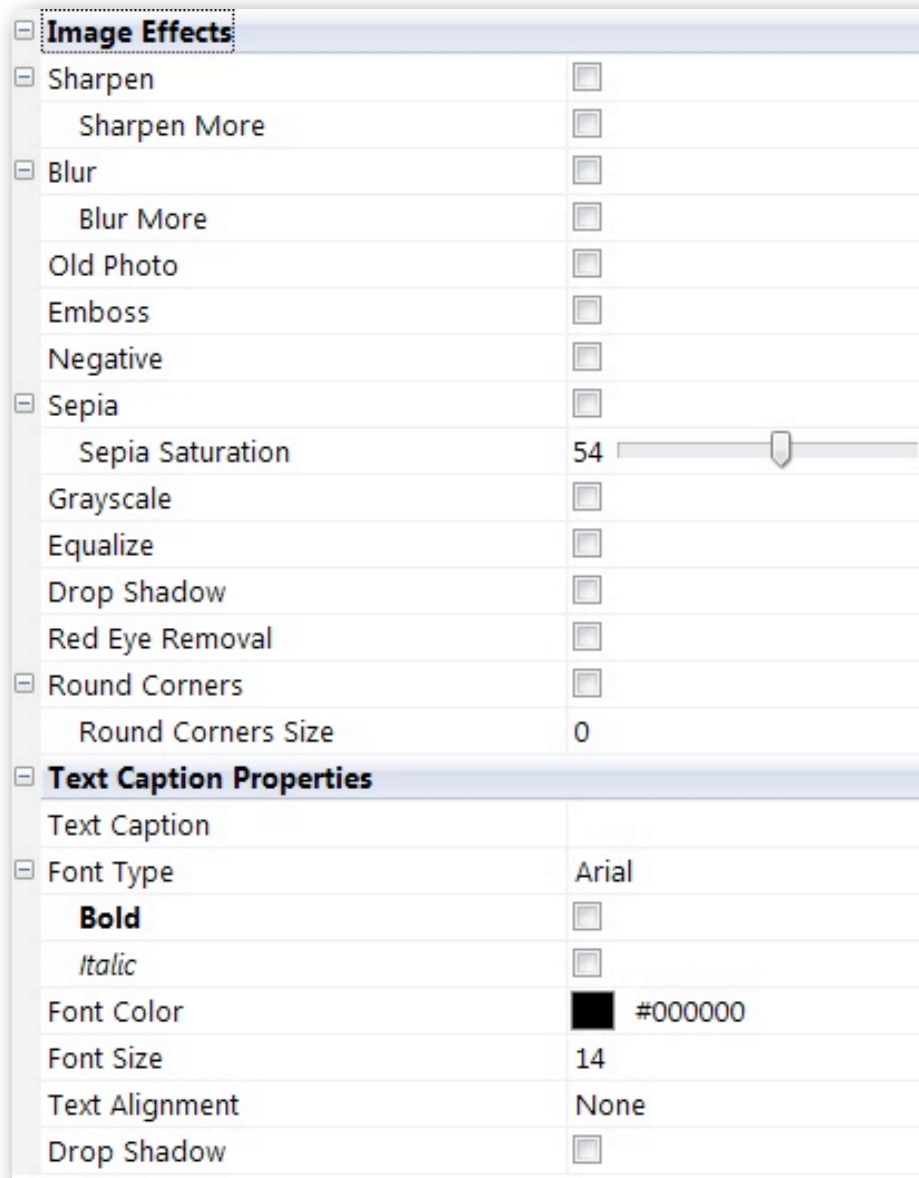 Image Effects
Sharpen
Sharpen More
Blur
Blur More
Old Photo
Emboss
Negative
Sepia
Sepia Saturation 54
Grayscale
Equalize
Drop Shadow
Red Eye Removal
Round Corners
Round Corners Size 0
Text Caption Properties
Text Caption
Font Type Arial
Bold
Italic
Font Color #000000
Font Size 14
Text Alignment None
Drop Shadow